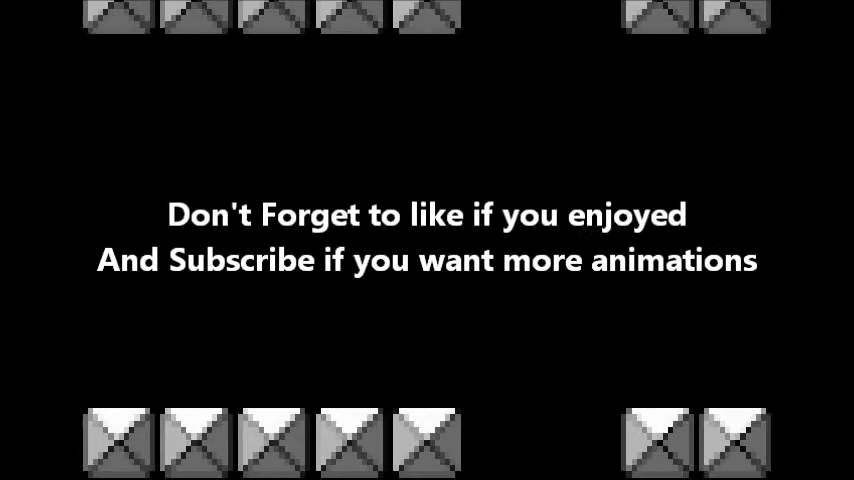 Don't Forget to like if you enjoyed
And Subscribe if you want more animations